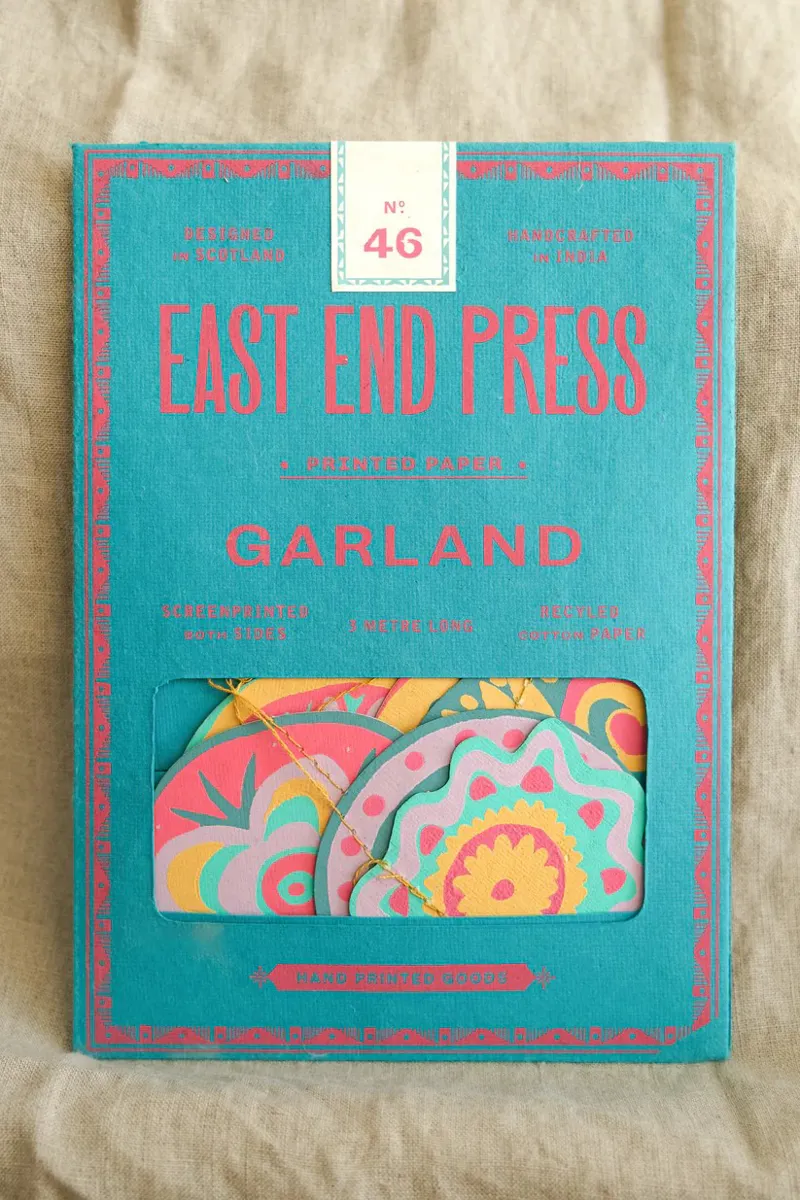 Nº
46
DESIGNED
IN SCOTLAND
HANDCRAFTED
IN INDIA
EAST END PRESS
• PRINTED PAPER •
GARLAND
SCREENPRINTED
BOTH SIDES
3 METRE LONG
RECYLED
COTTON PAPER
HAND PRINTED GOODS